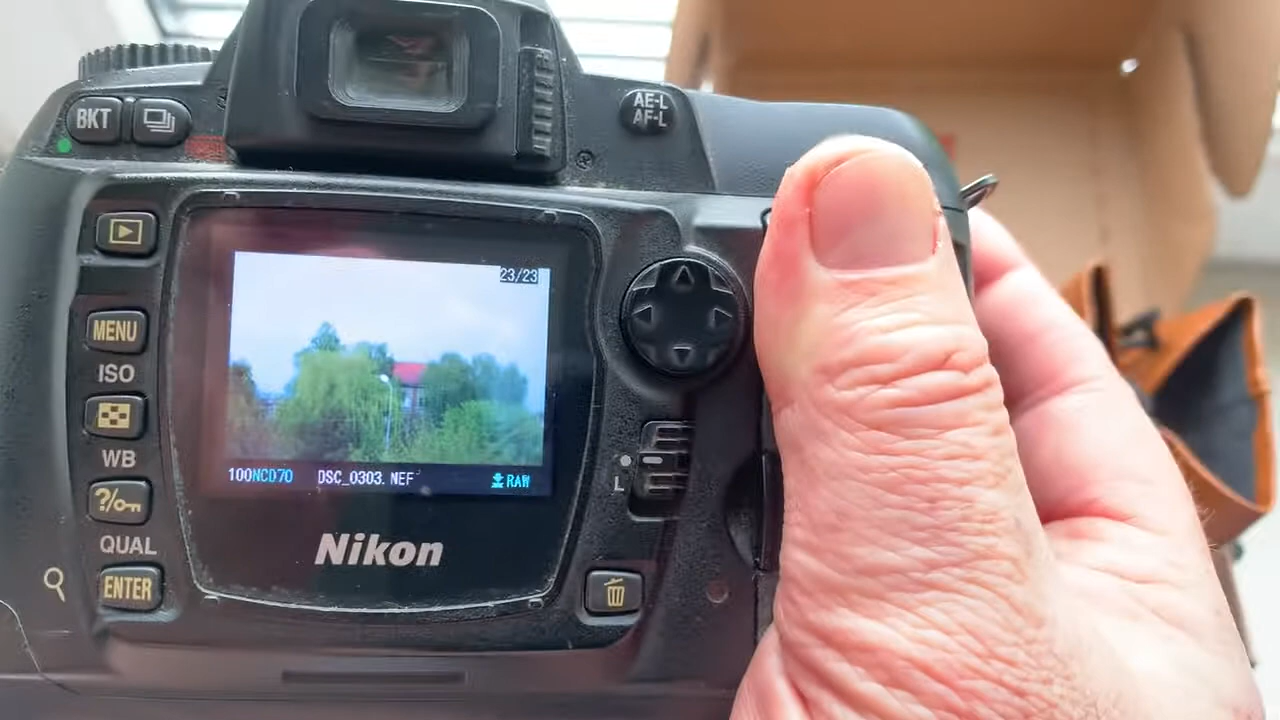 BKT
AE-L
AF-L
MENU
ISO
WB
?/
QUAL
ENTER
23/23
100NCD70 DSC_0303.NEF RAW
Nikon
L